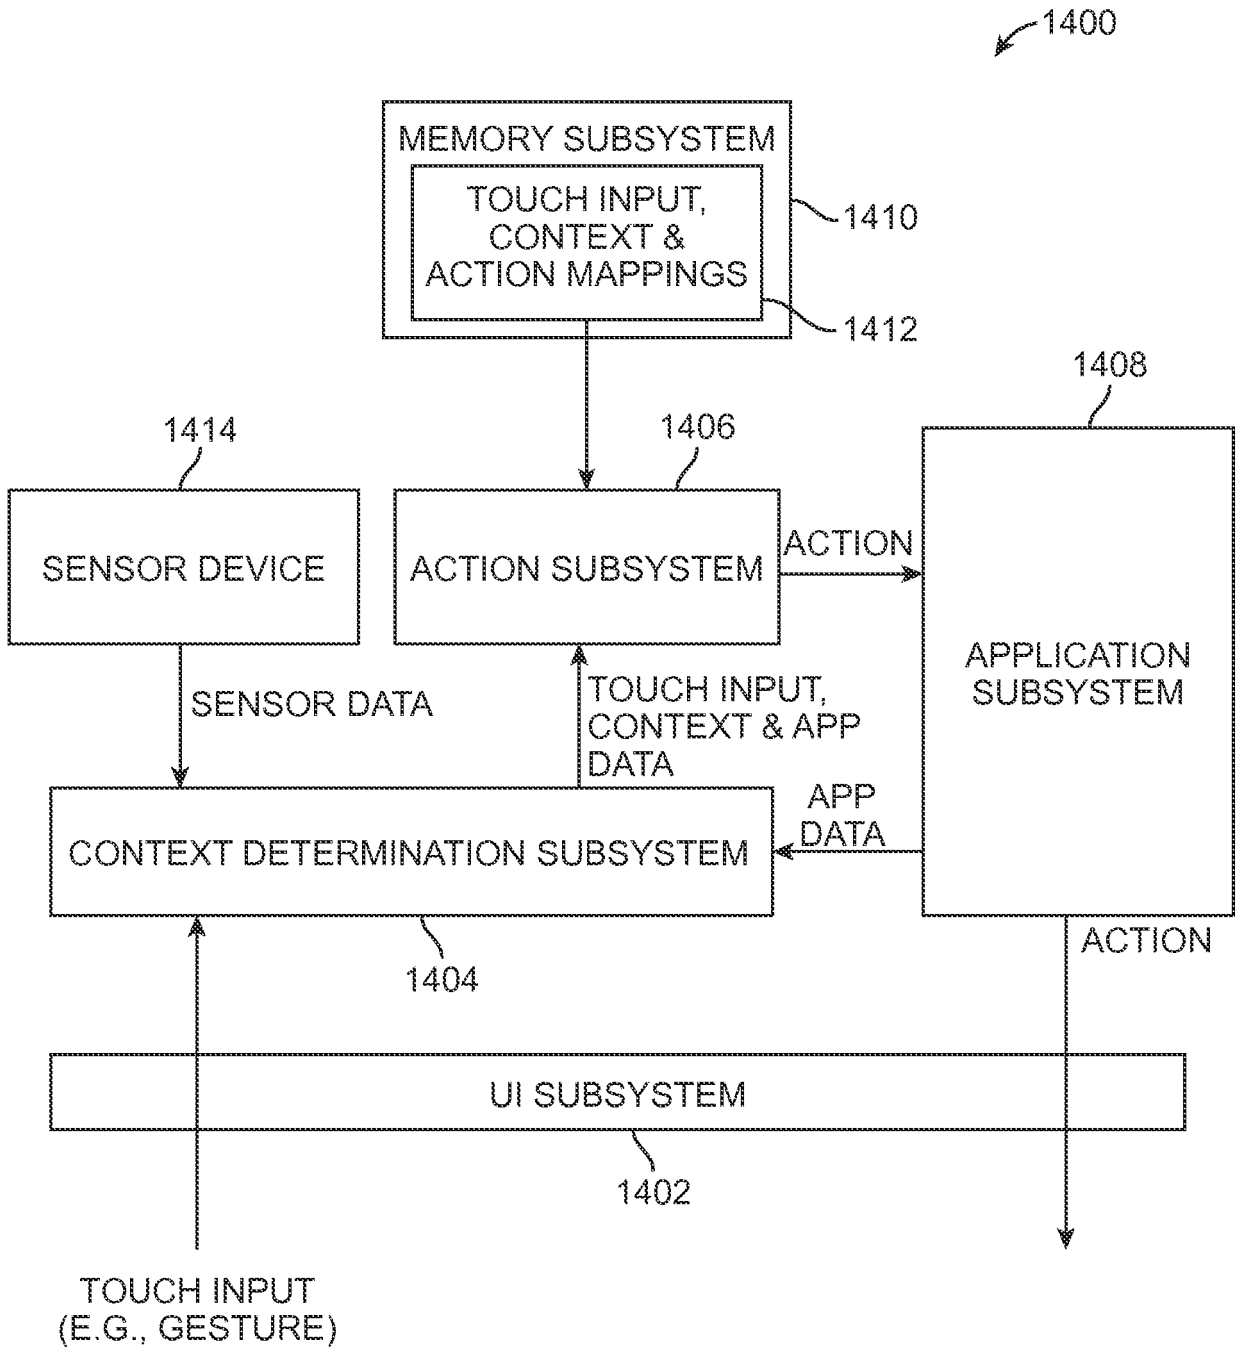 1400
MEMORY SUBSYSTEM
TOUCH INPUT,
CONTEXT &
ACTION MAPPINGS
1410
1412
1408
1414
1406
SENSOR DEVICE
ACTION SUBSYSTEM
ACTION
APPLICATION
SUBSYSTEM
SENSOR DATA
TOUCH INPUT,
CONTEXT & APP
DATA
APP
DATA
CONTEXT DETERMINATION SUBSYSTEM
ACTION
1404
UI SUBSYSTEM
1402
TOUCH INPUT
(E.G., GESTURE)